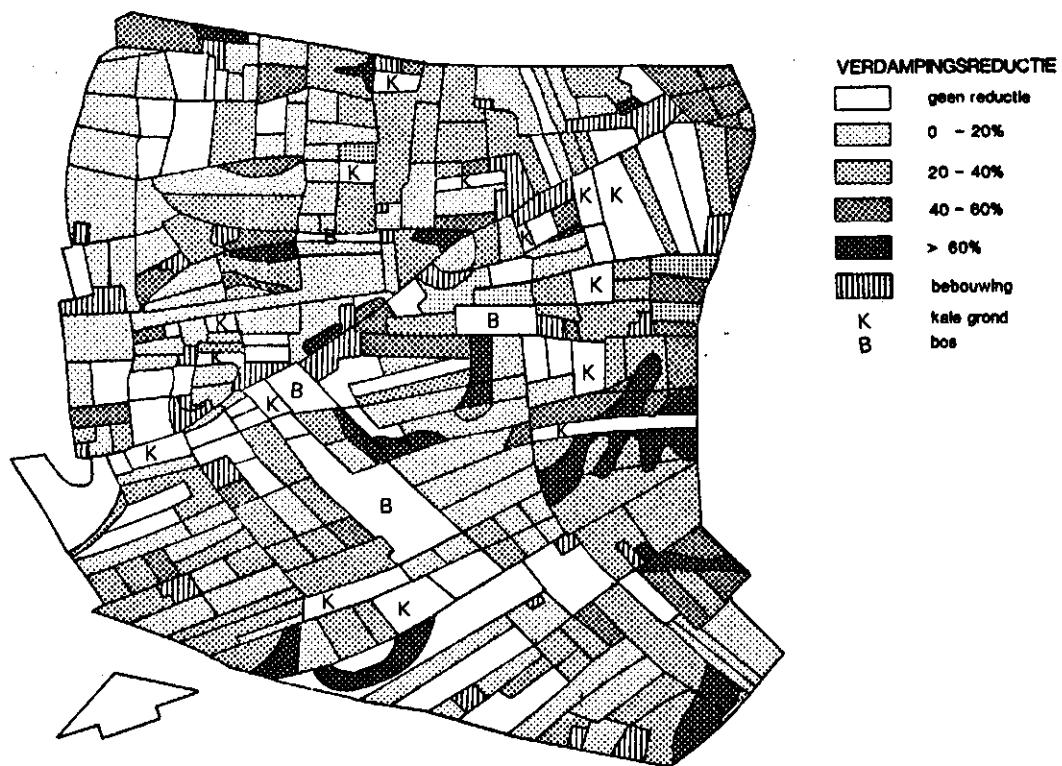 VERDAMPINGSREDUCTIE
geen reductie
0 - 20%
20 - 40%
40 - 60%
> 60%
bebouwing
K kale grond
B bos
K
K
K
K K
K
B
K
B
K
K
K
B
K
K
K
B
K
K